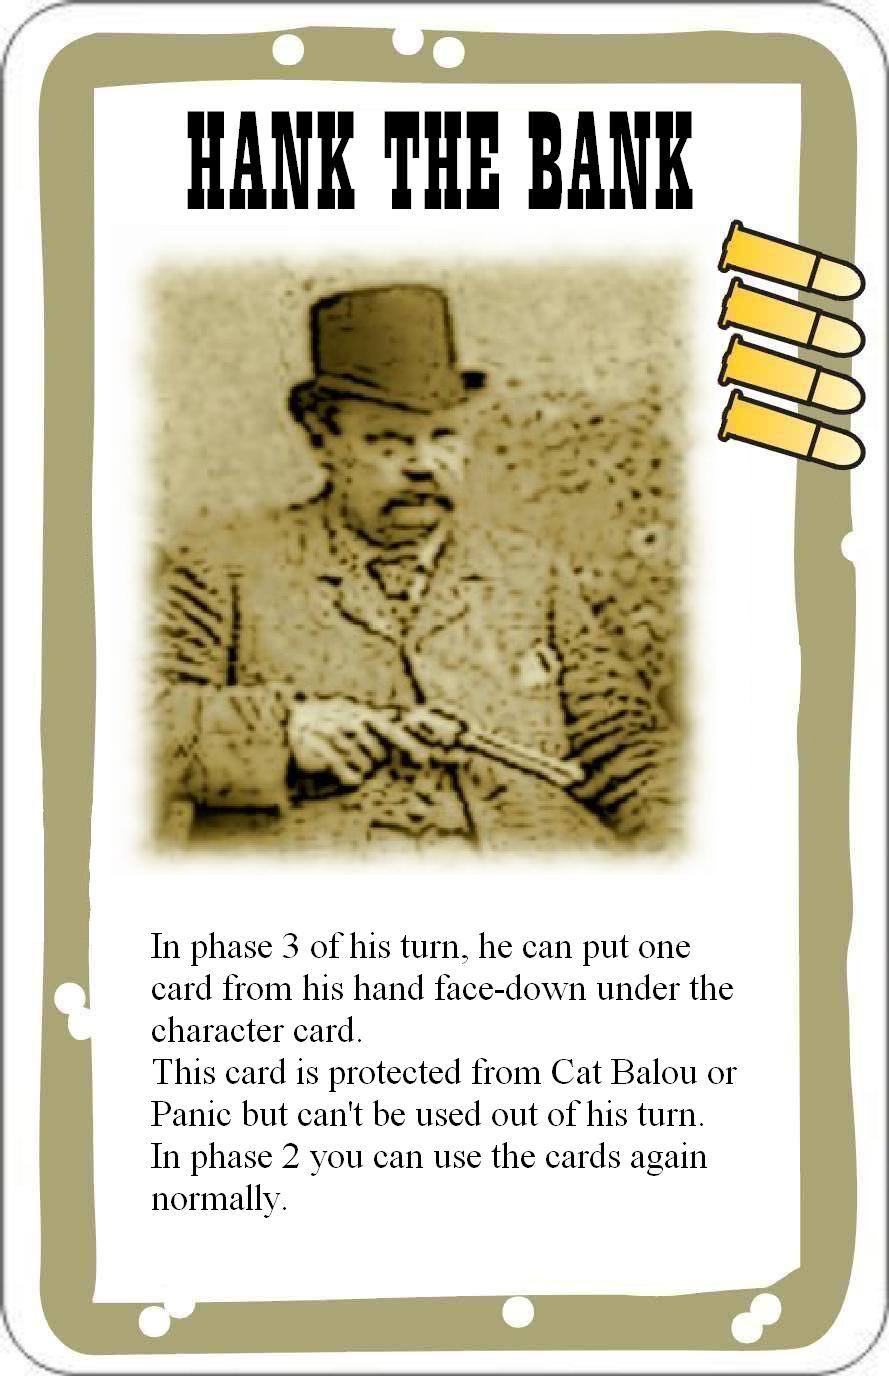 HANK THE BANK
In phase 3 of his turn, he can put one
card from his hand face-down under the
character card.
This card is protected from Cat Balou or
Panic but can't be used out of his turn.
In phase 2 you can use the cards again
normally.